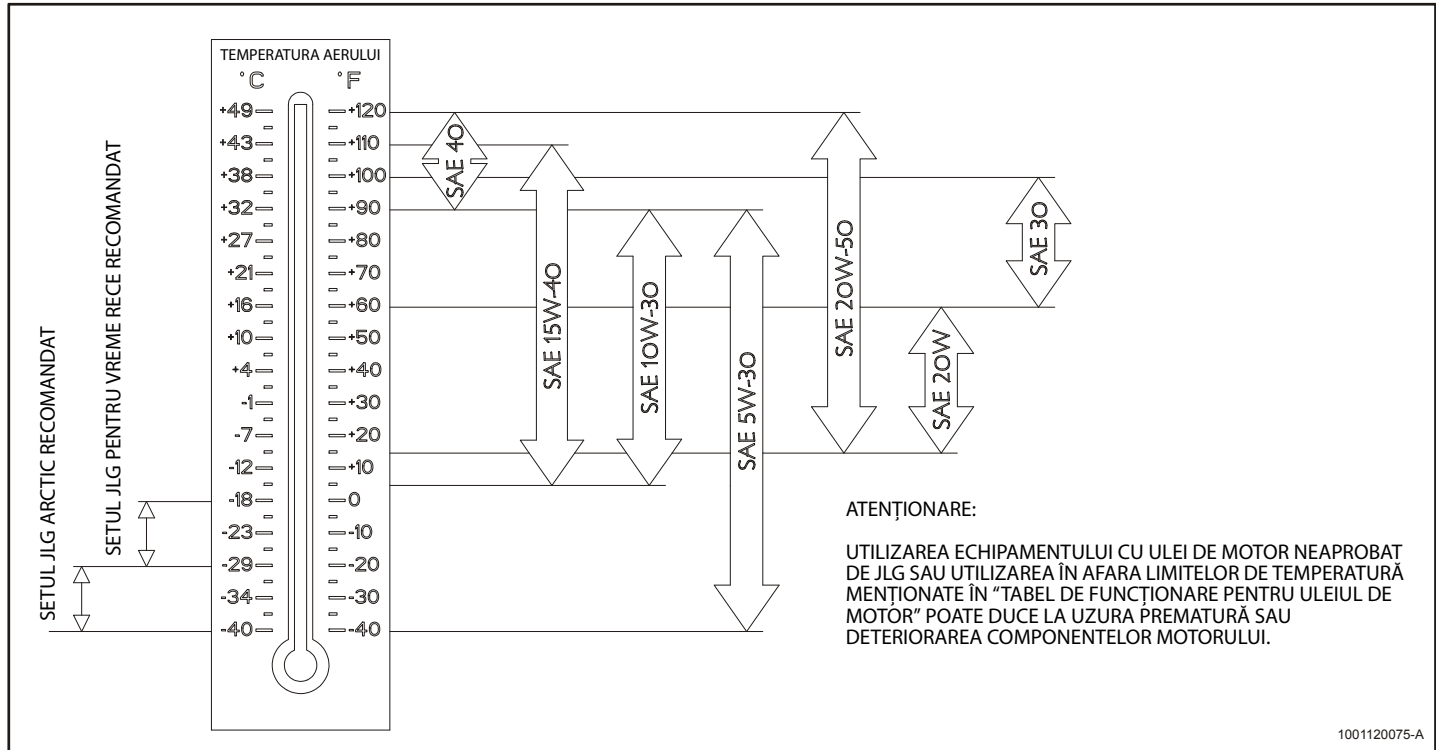 TEMPERATURA AERULUI
°C °F
+49 +120
+43 +110
+38 +100
+32 +90
+27 +80
+21 +70
+16 +60
+10 +50
+4 +40
-1 +30
-7 +20
-12 +10
-18 0
-23 -10
-29 -20
-34 -30
-40 -40
SETUL JLG ARCTIC RECOMANDAT
SETUL JLG PENTRU VREME RECE RECOMANDAT
SAE 40
SAE 15W-40
SAE 10W-30
SAE 5W-30
SAE 20W-50
SAE 20W
SAE 30
ATENȚIONARE:
UTILIZAREA ECHIPAMENTULUI CU ULEI DE MOTOR NEAPROBAT
DE JLG SAU UTILIZAREA ÎN AFARA LIMITELOR DE TEMPERATURĂ
MENȚIONATE ÎN “TABEL DE FUNCȚIONARE PENTRU ULEIUL DE
MOTOR” POATE DUCE LA UZURA PREMATURĂ SAU
DETERIORAREA COMPONENTELOR MOTORULUI.
1001120075-A